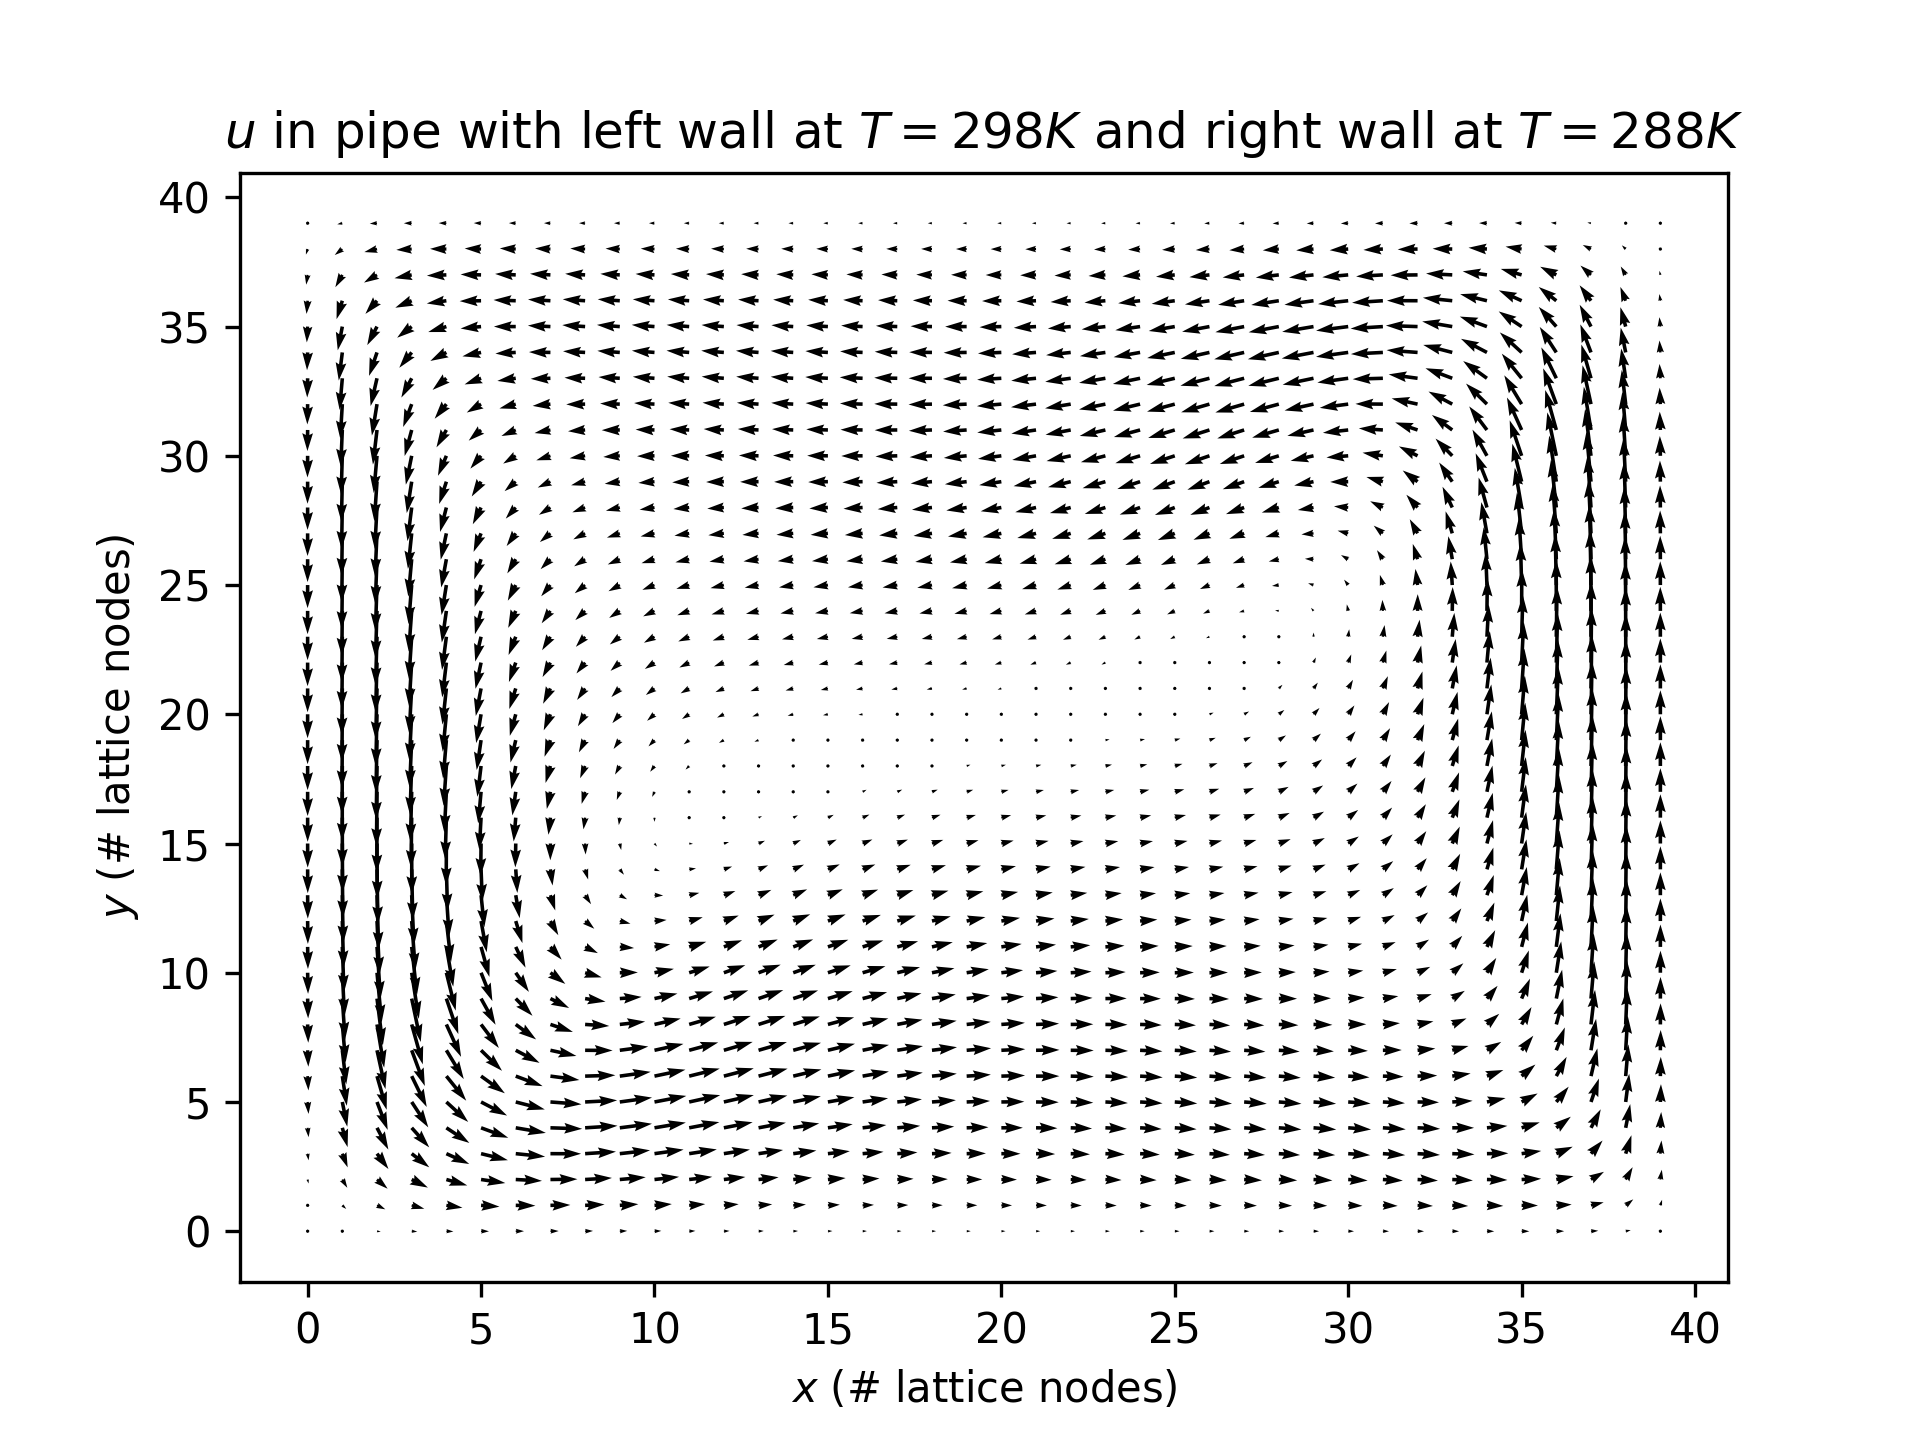 u in pipe with left wall at T = 298K and right wall at T = 288K
40
35
30
25
20
15
10
5
0
y (# lattice nodes)
0 5 10 15 20 25 30 35 40
x (# lattice nodes)